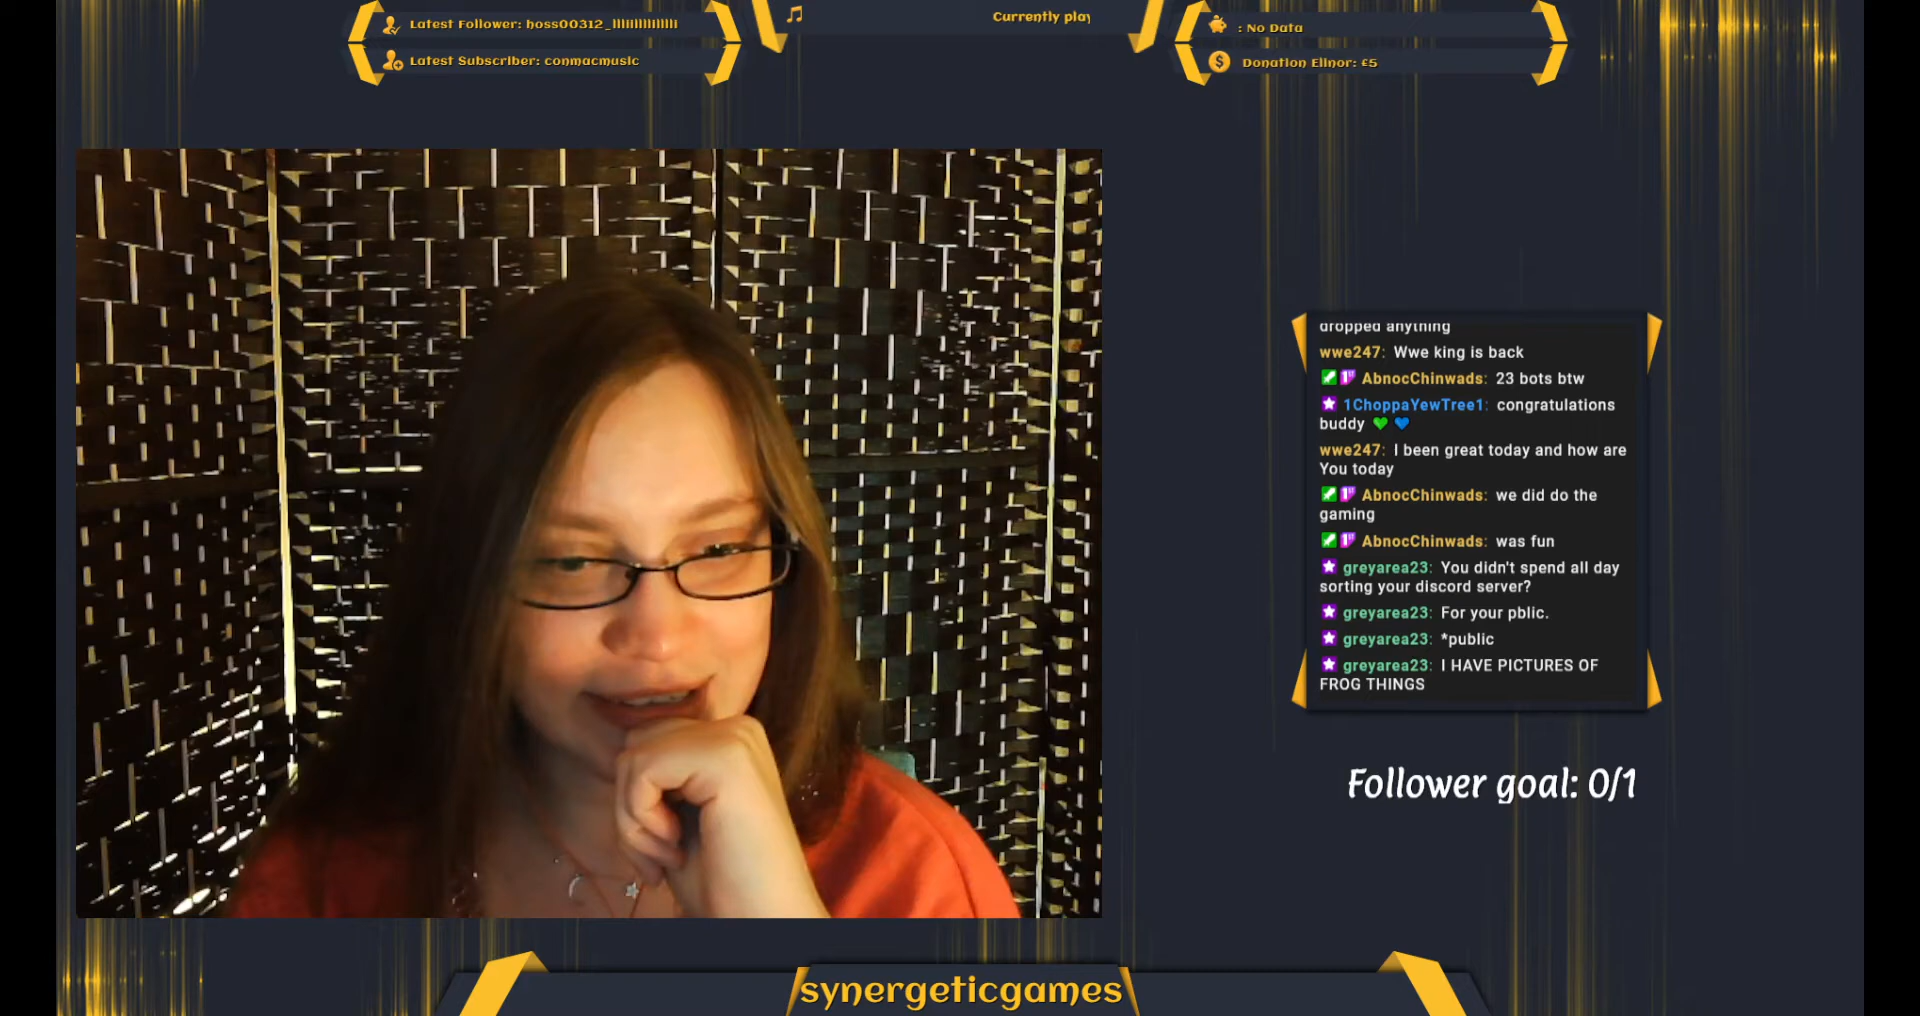 Latest Follower: hoss00312_llllllllllllll
Latest Subscriber: conmacmusic
Currently play
: No Data
Donation Elinor: £5
dropped anything
wwe247: Wwe king is back
AbnocChinwads: 23 bots btw
1ChoppaYewTree1: congratulations
buddy 💚 💙
wwe247: I been great today and how are
You today
AbnocChinwads: we did do the
gaming
AbnocChinwads: was fun
greyarea23: You didn't spend all day
sorting your discord server?
greyarea23: For your pblic.
greyarea23: *public
greyarea23: I HAVE PICTURES OF
FROG THINGS
Follower goal: 0/1
synergeticgames